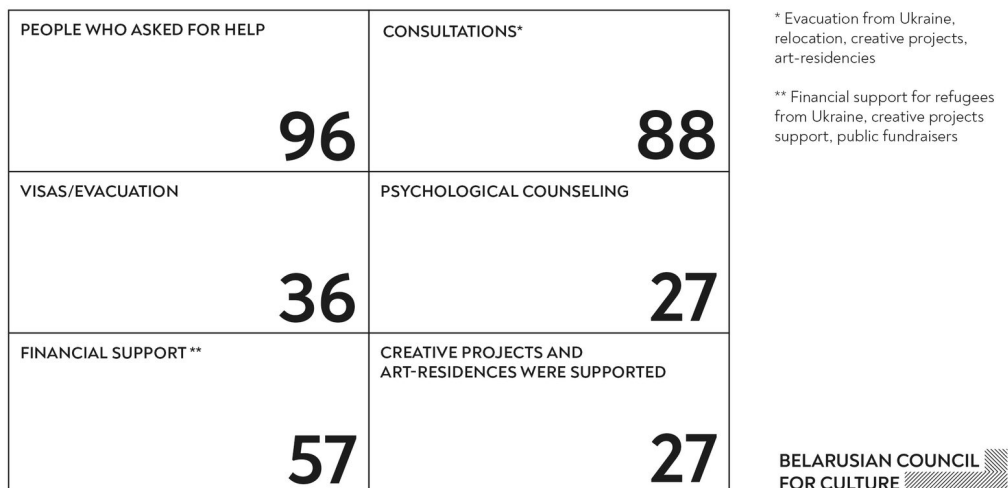 PEOPLE WHO ASKED FOR HELP
96
CONSULTATIONS*
88
VISAS/EVACUATION
36
PSYCHOLOGICAL COUNSELING
27
FINANCIAL SUPPORT **
57
CREATIVE PROJECTS AND
ART-RESIDENCES WERE SUPPORTED
27
* Evacuation from Ukraine,
relocation, creative projects,
art-residencies
** Financial support for refugees
from Ukraine, creative projects
support, public fundraisers
BELARUSIAN COUNCIL
FOR CULTURE